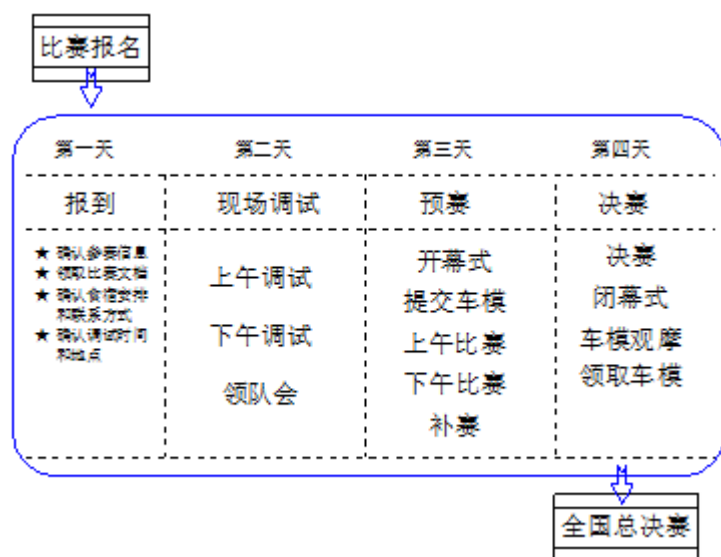 比赛报名
第一天
第二天
第三天
第四天
报到
现场调试
预赛
决赛
★ 确认参赛信息
★ 领取比赛文档
★ 确认食宿安排
和联系方式
★ 确认调试时间
和地点
上午调试
下午调试
领队会
开幕式
提交车模
上午比赛
下午比赛
补赛
决赛
闭幕式
车模观摩
领取车模
全国总决赛